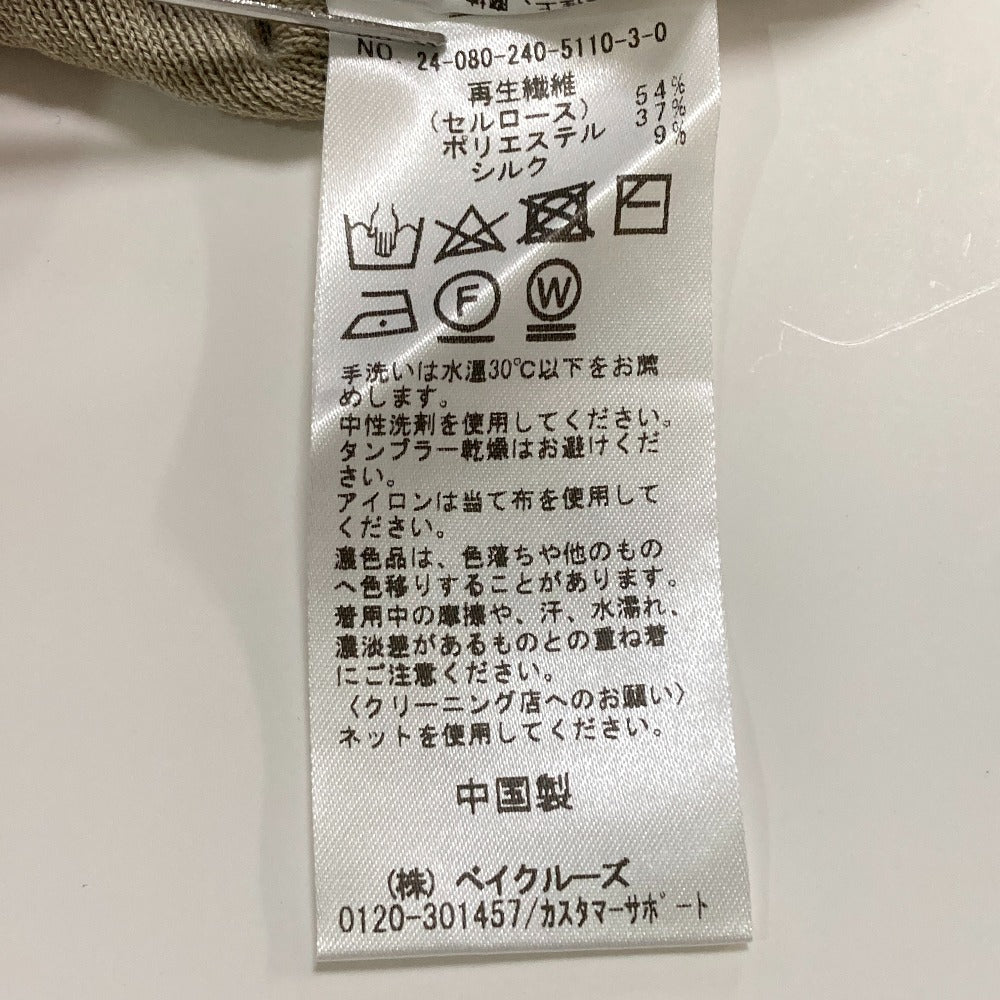 NO. 24-080-240-5110-3-0
再生繊維 54%
(セルロース) 37%
ポリエステル 9%
シルク
F W
手洗いは水温30℃以下をお薦
めします。
中性洗剤を使用してください。
タンブラー乾燥はお避けくだ
さい。
アイロンは当て布を使用して
ください。
濃色品は、色落ちや他のもの
へ色移りすることがあります。
着用中の摩擦や、汗、水濡れ、
濃淡差があるものとの重ね着
にご注意ください。
〈クリーニング店へのお願い〉
ネットを使用してください。
中国製
(株) ベイクルーズ
0120-301457/カスタマーサポート